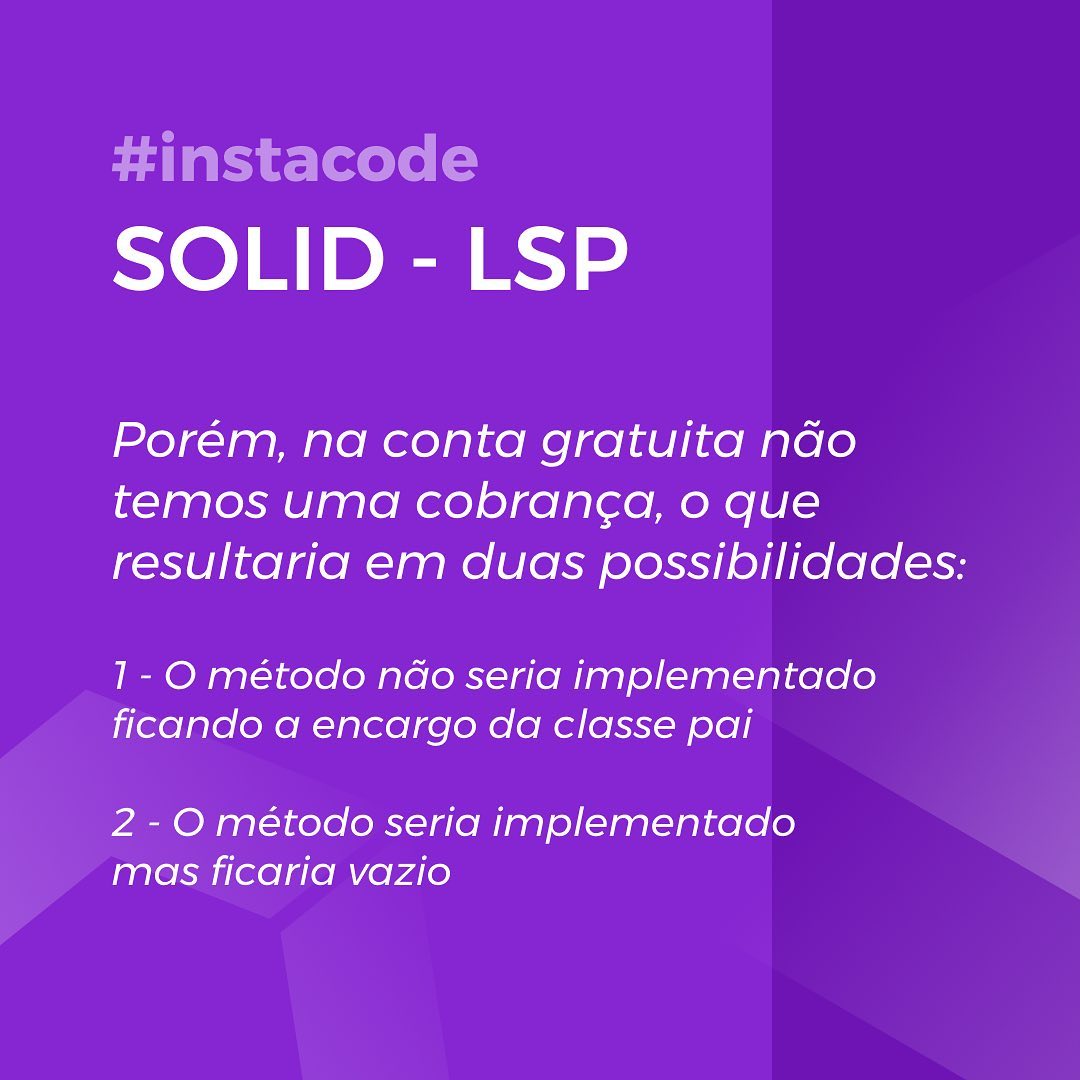 #instacode
SOLID - LSP
Porém, na conta gratuita não
temos uma cobrança, o que
resultaria em duas possibilidades:
1 - O método não seria implementado
ficando a encargo da classe pai
2 - O método seria implementado
mas ficaria vazio